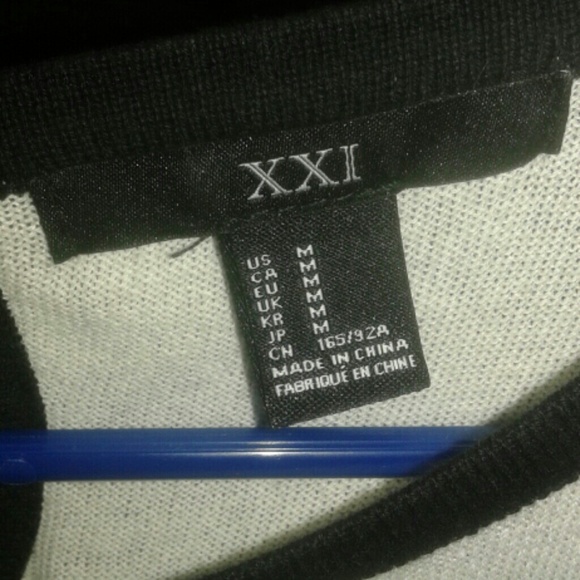 XXI
US M
CA M
EU M
UK M
KR M
JP M
CN 165/92A
MADE IN CHINA
FABRIQUÉ EN CHINE